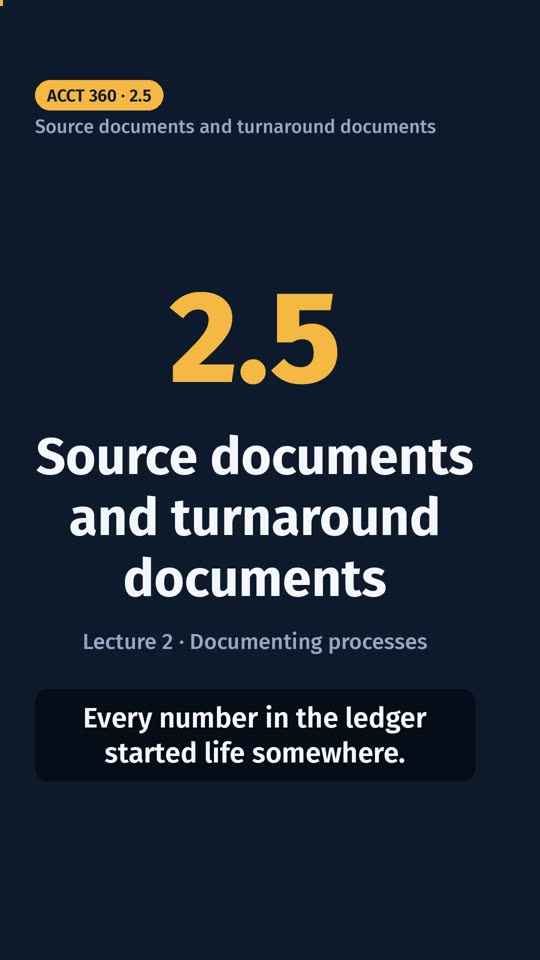 ACCT 360 · 2.5
Source documents and turnaround documents
2.5
Source documents
and turnaround
documents
Lecture 2 · Documenting processes
Every number in the ledger
started life somewhere.